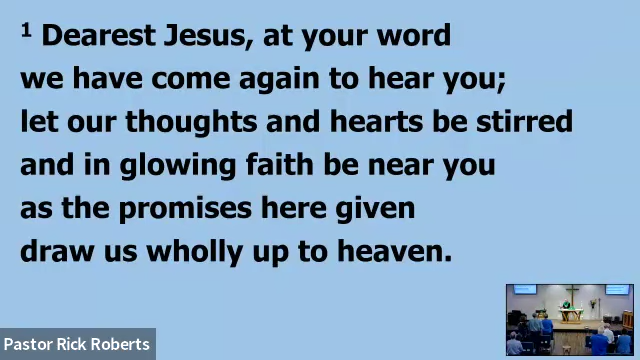 1 Dearest Jesus, at your word
we have come again to hear you;
let our thoughts and hearts be stirred
and in glowing faith be near you
as the promises here given
draw us wholly up to heaven.
Pastor Rick Roberts